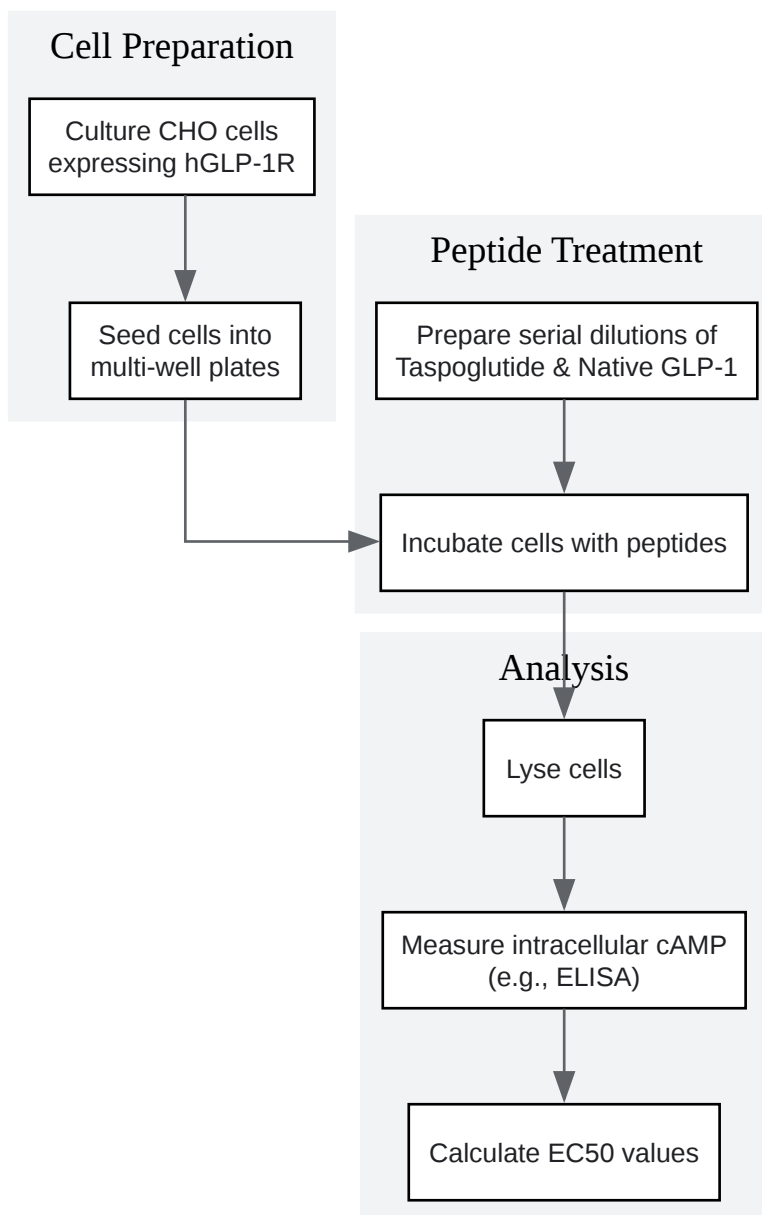 Cell Preparation
Culture CHO cells
expressing hGLP-1R
Seed cells into
multi-well plates
Peptide Treatment
Prepare serial dilutions of
Taspoglutide & Native GLP-1
Incubate cells with peptides
Analysis
Lyse cells
Measure intracellular cAMP
(e.g., ELISA)
Calculate EC50 values